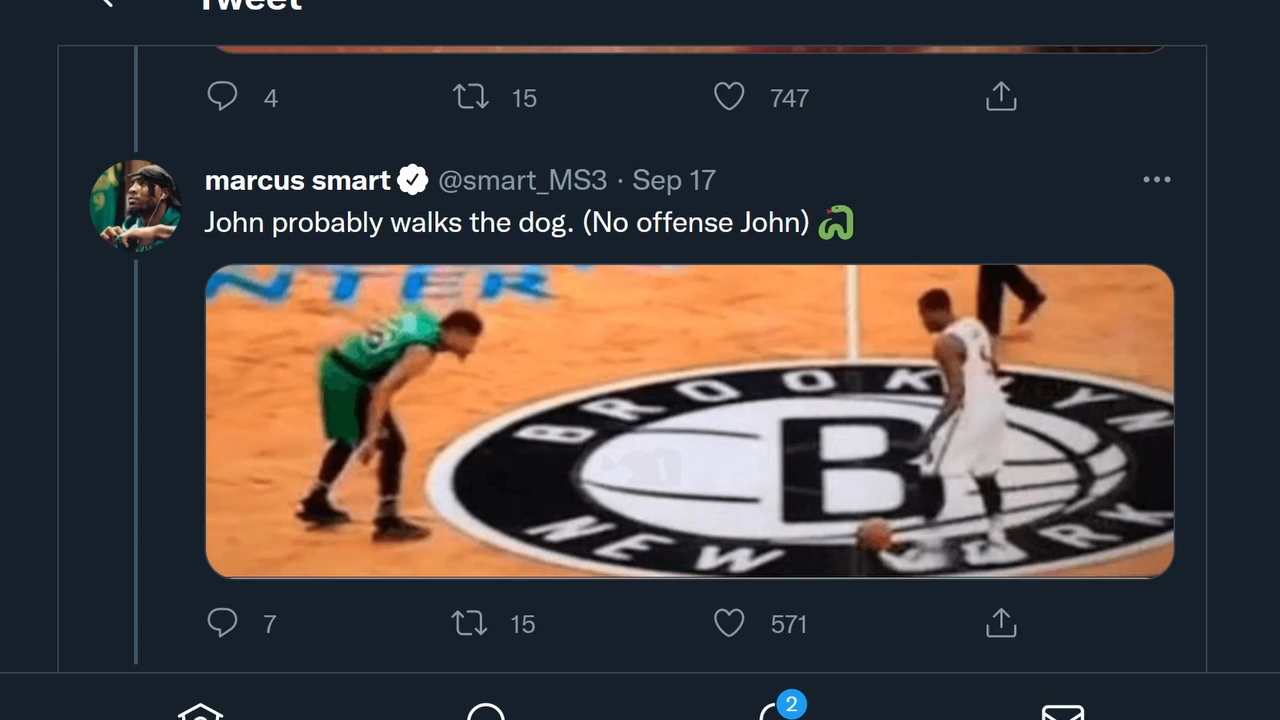 Tweet
4 15 747
marcus smart @smart_MS3 · Sep 17
John probably walks the dog. (No offense John) 🐍
NTER
BROOKLYN
B
NEW YORK
7 15 571
2